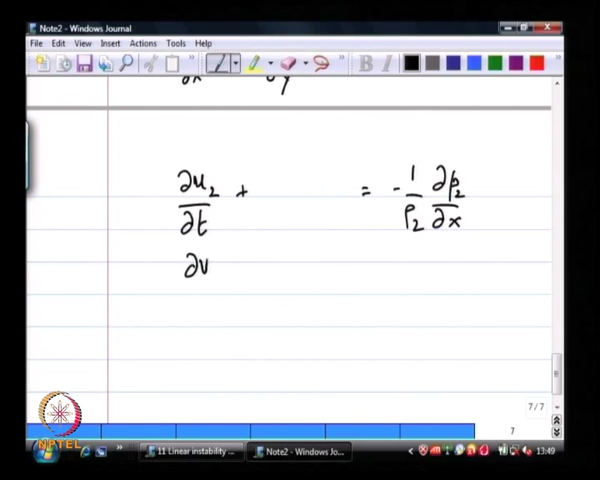 Note2 - Windows Journal
File Edit View Insert Actions Tools Help
B I
∂u₂/∂t + = - 1/ρ₂ ∂p₂/∂x
∂v
7/7
7
NPTEL
11 Linear instability ...
Note2 - Windows Jo...
13:49